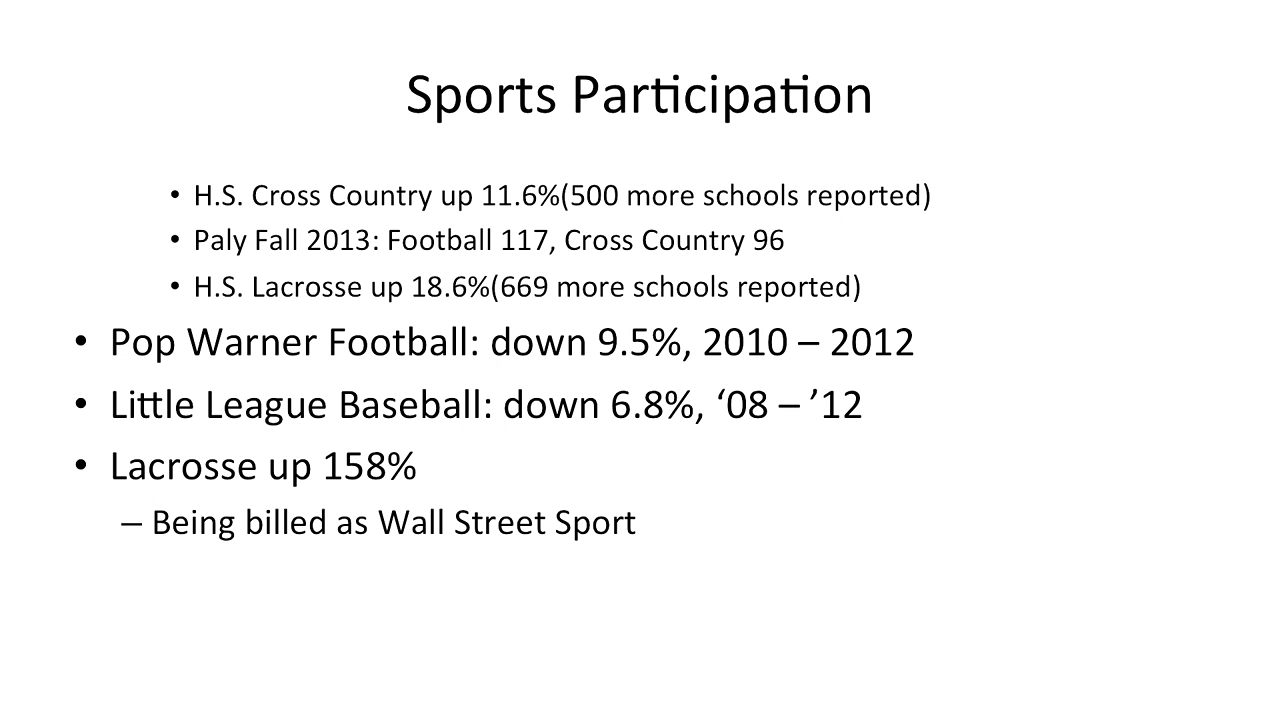 Sports Participation
• H.S. Cross Country up 11.6%(500 more schools reported)
• Paly Fall 2013: Football 117, Cross Country 96
• H.S. Lacrosse up 18.6%(669 more schools reported)
• Pop Warner Football: down 9.5%, 2010 – 2012
• Little League Baseball: down 6.8%, ‘08 – ’12
• Lacrosse up 158%
– Being billed as Wall Street Sport